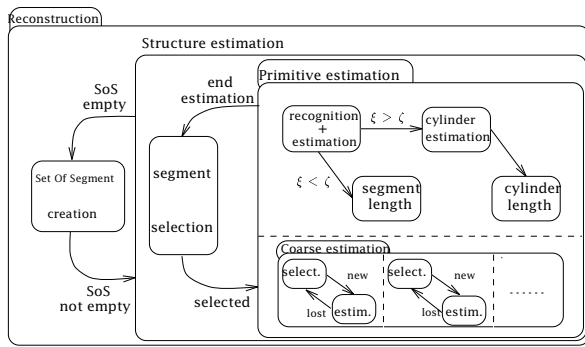 Reconstruction
Structure estimation
Primitive estimation
SoS
empty
end
estimation
recognition
+
estimation
ξ > ζ
cylinder
estimation
Set Of Segment
creation
segment
selection
ξ < ζ
segment
length
cylinder
length
SoS
not empty
selected
Coarse estimation
select.
new
lost
estim.
select.
new
lost
estim.
......